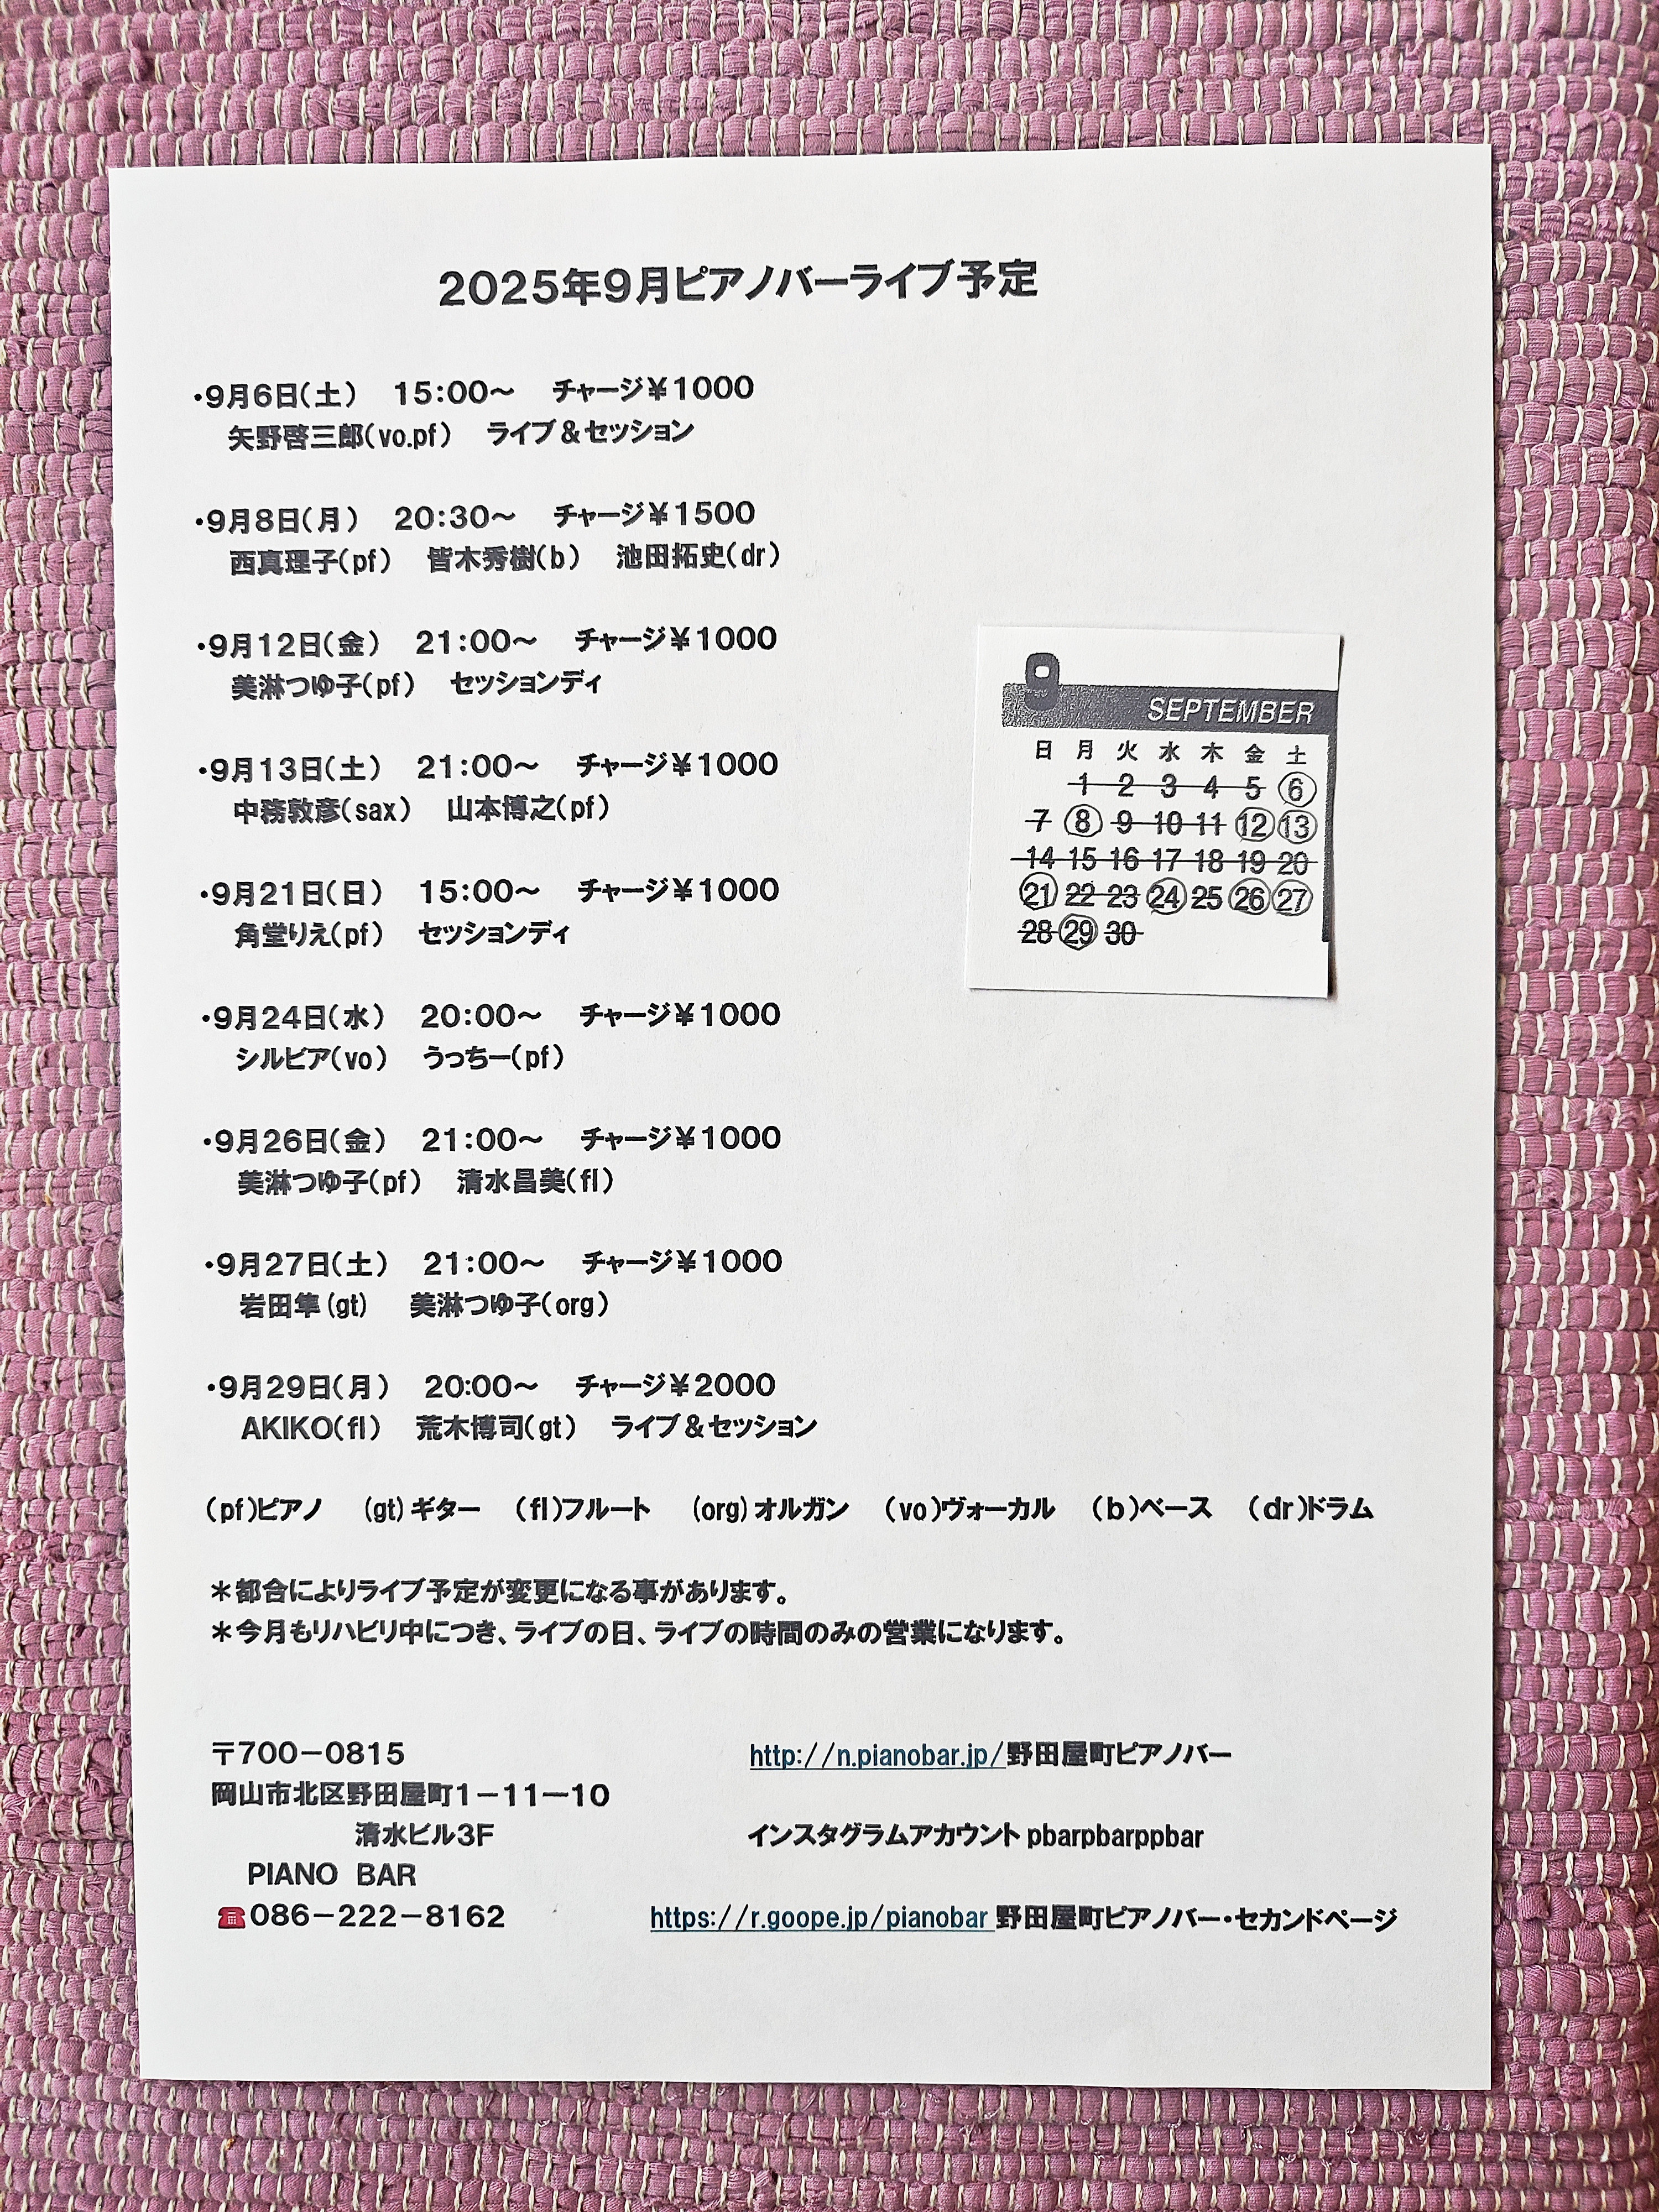 2025年9月ピアノバーライブ予定
・9月6日(土) 15:00～ チャージ¥1000
矢野啓三郎(vo.pf) ライブ&セッション
・9月8日(月) 20:30～ チャージ¥1500
西真理子(pf) 皆木秀樹(b) 池田拓史(dr)
・9月12日(金) 21:00～ チャージ¥1000
美淋つゆ子(pf) セッションディ
・9月13日(土) 21:00～ チャージ¥1000
中務敦彦(sax) 山本博之(pf)
・9月21日(日) 15:00～ チャージ¥1000
角堂りえ(pf) セッションディ
・9月24日(水) 20:00～ チャージ¥1000
シルビア(vo) うっちー(pf)
・9月26日(金) 21:00～ チャージ¥1000
美淋つゆ子(pf) 清水昌美(fl)
・9月27日(土) 21:00～ チャージ¥1000
岩田隼(gt) 美淋つゆ子(org)
・9月29日(月) 20:00～ チャージ¥2000
AKIKO(fl) 荒木博司(gt) ライブ&セッション
SEPTEMBER
日 月 火 水 木 金 土
1 2 3 4 5 6
7 8 9 10 11 12 13
14 15 16 17 18 19 20
21 22 23 24 25 26 27
28 29 30
(pf)ピアノ (gt)ギター (fl)フルート (org)オルガン (vo)ヴォーカル (b)ベース (dr)ドラム
＊都合によりライブ予定が変更になる事があります。
＊今月もリハビリ中につき、ライブの日、ライブの時間のみの営業になります。
〒700－0815
岡山市北区野田屋町1－11―10
清水ビル3F
PIANO BAR
☎086－222－8162
http://n.pianobar.jp/野田屋町ピアノバー
インスタグラムアカウント pbarpbarppbar
https://r.goope.jp/pianobar 野田屋町ピアノバー・セカンドページ